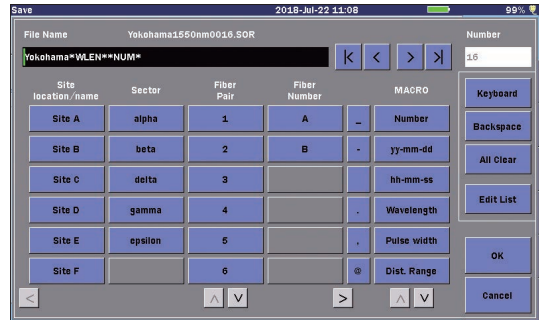 Save 2018-Jul-22 11:08 99%
File Name Yokohama1550nm0016.SOR Number
Yokohama*WLEN**NUM* |< < > >| 16
Site location/name Sector Fiber Pair Fiber Number MACRO Keyboard
Site A alpha 1 A _ Number Backspace
Site B beta 2 B - yy-mm-dd All Clear
Site C delta 3 hh-mm-ss Edit List
Site D gamma 4 . Wavelength
Site E epsilon 5 , Pulse width OK
Site F 6 @ Dist. Range Cancel
< Λ V > Λ V